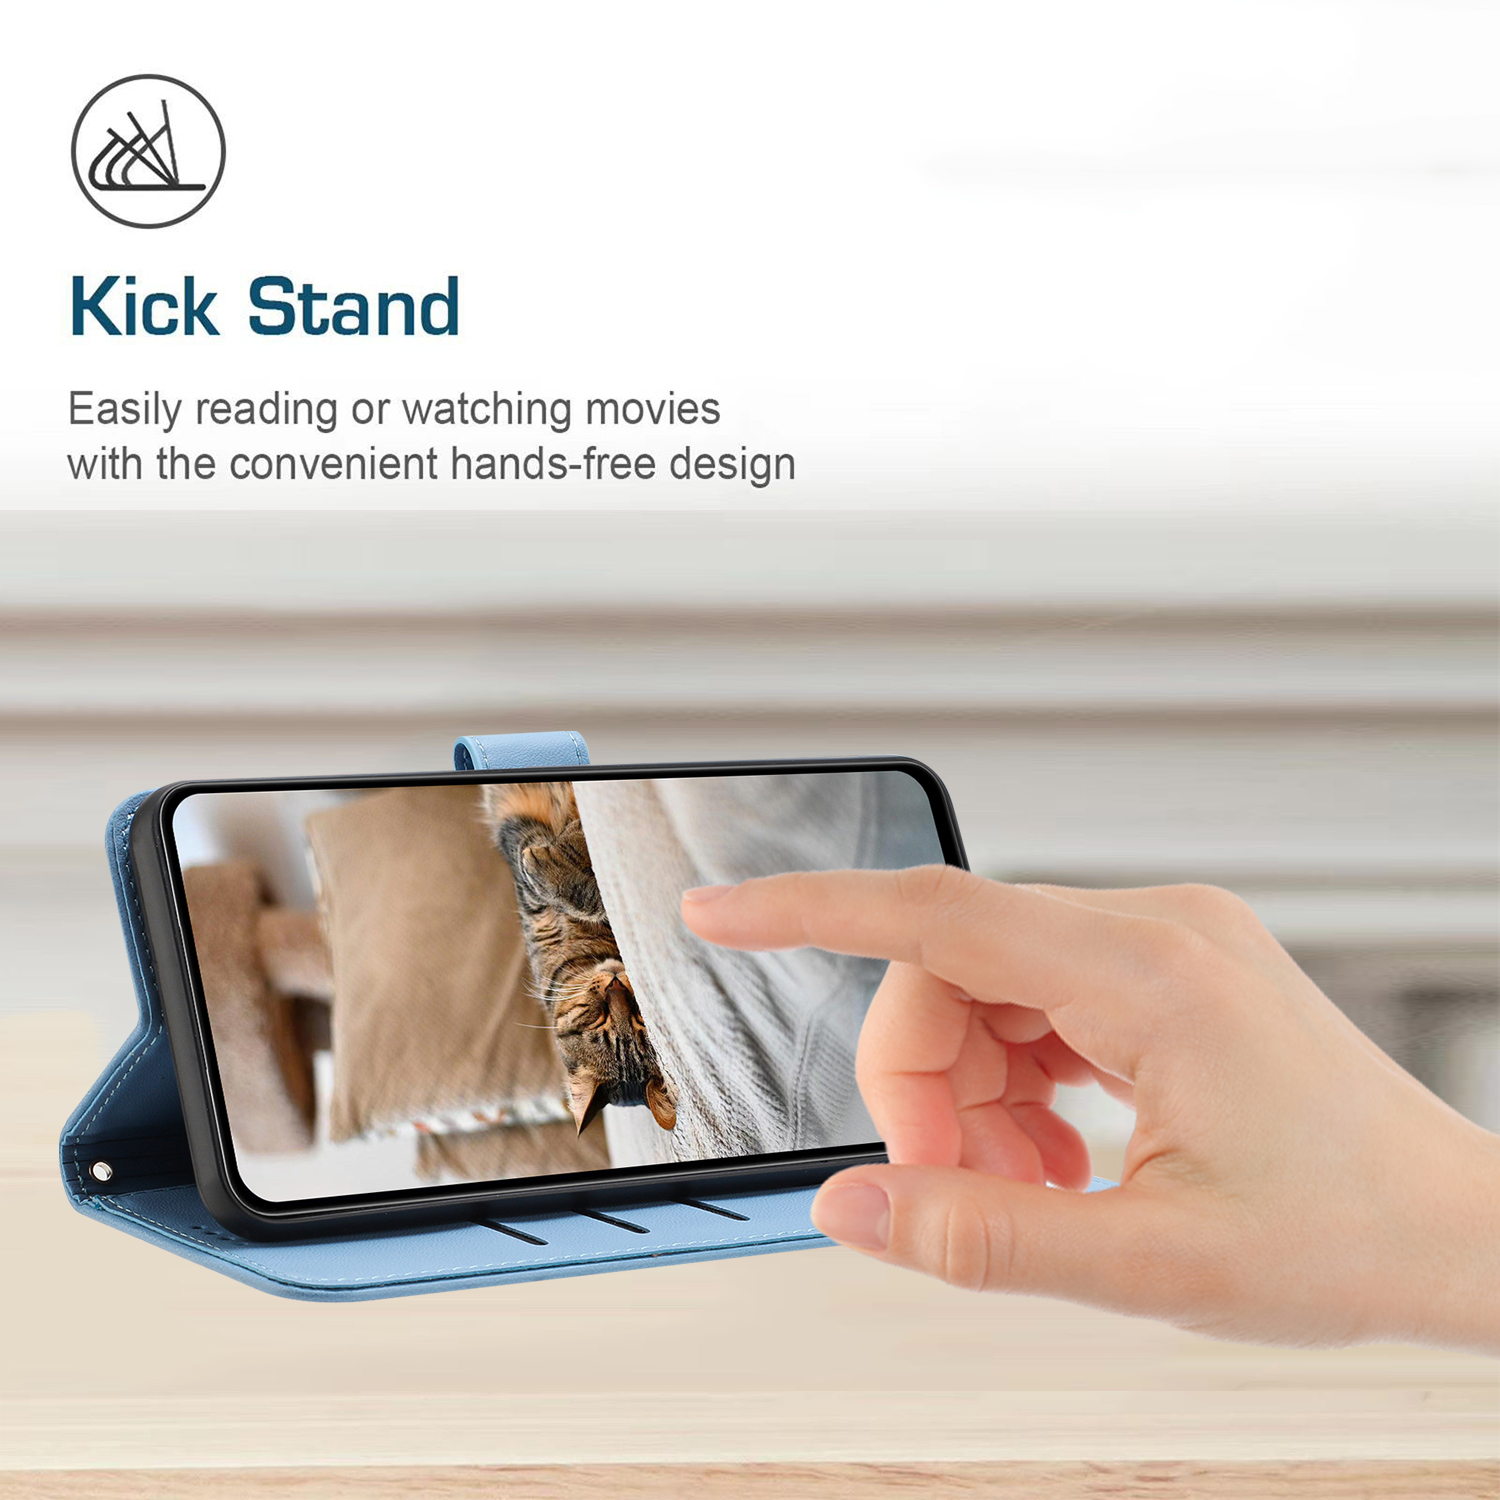 Kick Stand
Easily reading or watching movies
with the convenient hands-free design